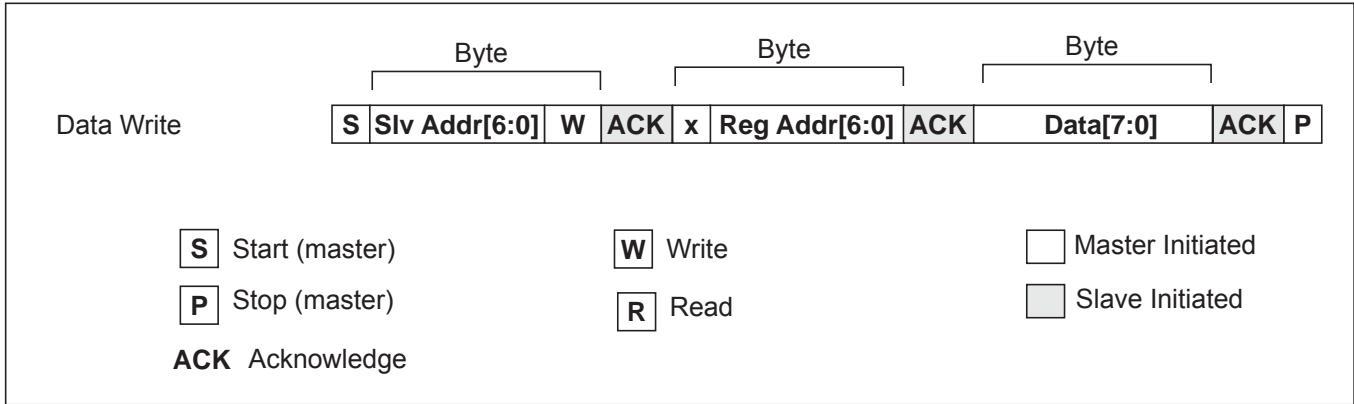 Byte Byte Byte
Data Write S Slv Addr[6:0] W ACK x Reg Addr[6:0] ACK Data[7:0] ACK P
S Start (master) W Write Master Initiated
P Stop (master) R Read Slave Initiated
ACK Acknowledge